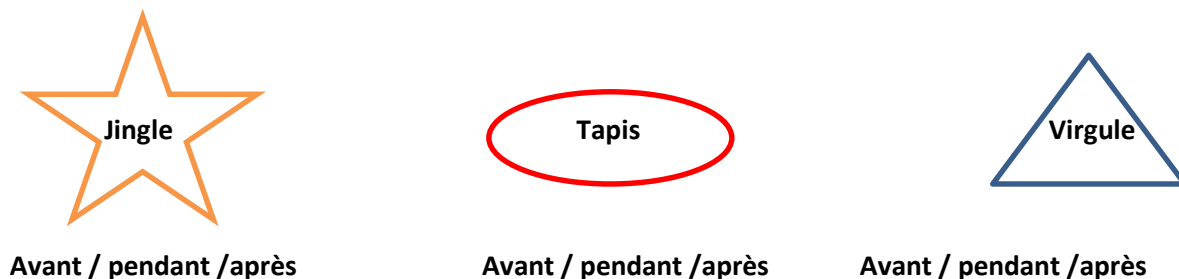 Jingle Tapis Virgule
Avant / pendant /après Avant / pendant /après Avant / pendant /après